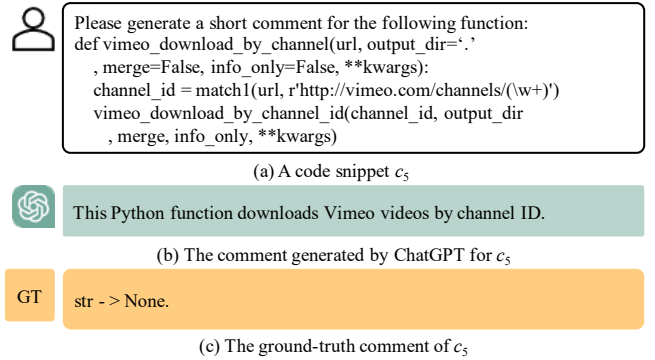 Please generate a short comment for the following function:
def vimeo_download_by_channel(url, output_dir=‘.’
, merge=False, info_only=False, **kwargs):
channel_id = match1(url, r'http://vimeo.com/channels/(\w+)')
vimeo_download_by_channel_id(channel_id, output_dir
, merge, info_only, **kwargs)
(a) A code snippet c₅
This Python function downloads Vimeo videos by channel ID.
(b) The comment generated by ChatGPT for c₅
GT
str - > None.
(c) The ground-truth comment of c₅